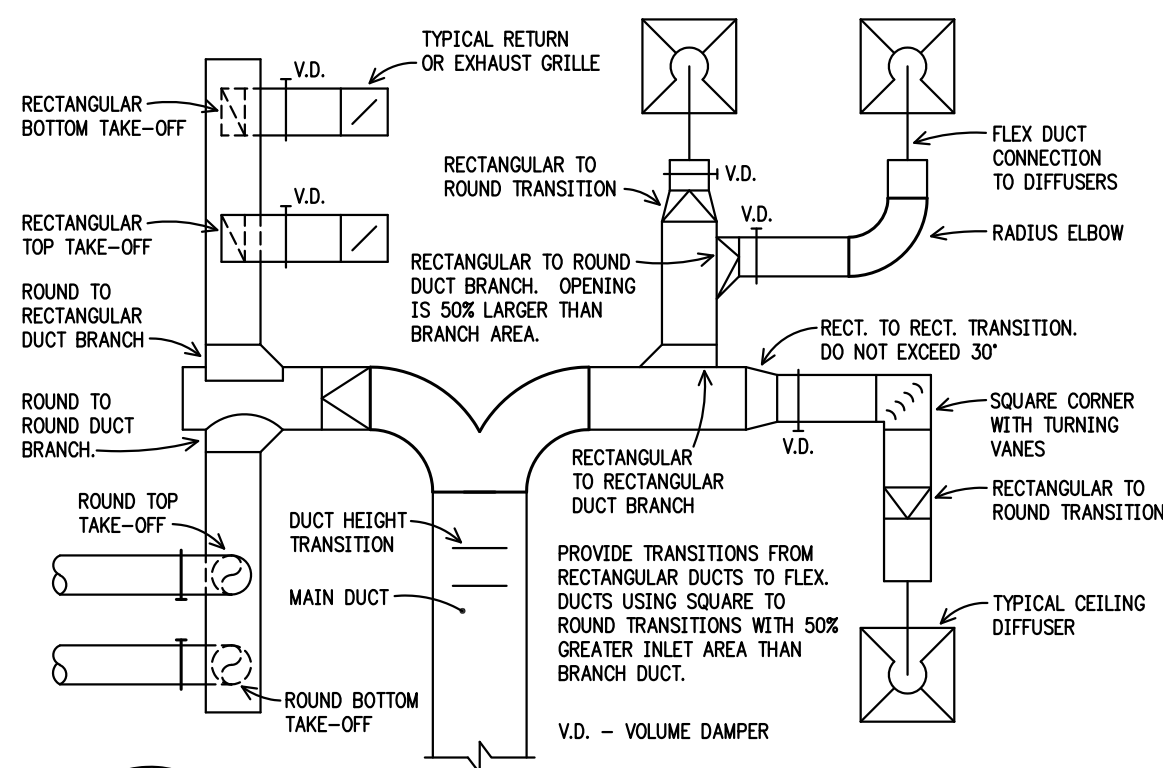 TYPICAL RETURN
OR EXHAUST GRILLE
V.D.
RECTANGULAR
BOTTOM TAKE-OFF
V.D.
RECTANGULAR
TOP TAKE-OFF
ROUND TO
RECTANGULAR
DUCT BRANCH
ROUND TO
ROUND DUCT
BRANCH.
ROUND TOP
TAKE-OFF
DUCT HEIGHT
TRANSITION
MAIN DUCT
ROUND BOTTOM
TAKE-OFF
RECTANGULAR TO
ROUND TRANSITION
V.D.
V.D.
FLEX DUCT
CONNECTION
TO DIFFUSERS
RADIUS ELBOW
RECTANGULAR TO ROUND
DUCT BRANCH. OPENING
IS 50% LARGER THAN
BRANCH AREA.
RECT. TO RECT. TRANSITION.
DO NOT EXCEED 30°
SQUARE CORNER
WITH TURNING
VANES
V.D.
RECTANGULAR
TO RECTANGULAR
DUCT BRANCH
RECTANGULAR TO
ROUND TRANSITION
PROVIDE TRANSITIONS FROM
RECTANGULAR DUCTS TO FLEX.
DUCTS USING SQUARE TO
ROUND TRANSITIONS WITH 50%
GREATER INLET AREA THAN
BRANCH DUCT.
TYPICAL CEILING
DIFFUSER
V.D. - VOLUME DAMPER